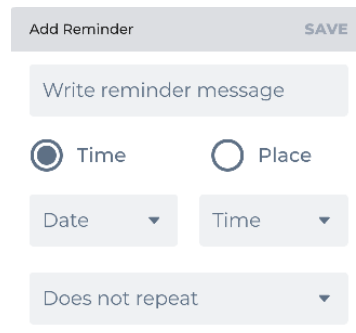 Add Reminder SAVE
Write reminder message
Time Place
Date Time
Does not repeat